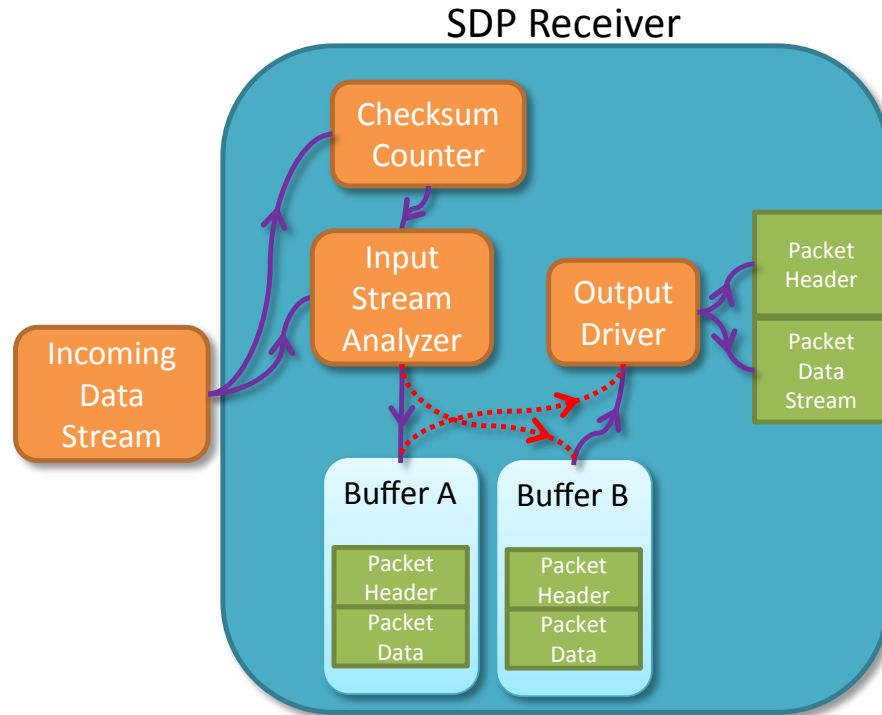 SDP Receiver
Checksum
Counter
Input
Stream
Analyzer
Output
Driver
Packet
Header
Packet
Data
Stream
Incoming
Data
Stream
Buffer A
Packet
Header
Packet
Data
Buffer B
Packet
Header
Packet
Data